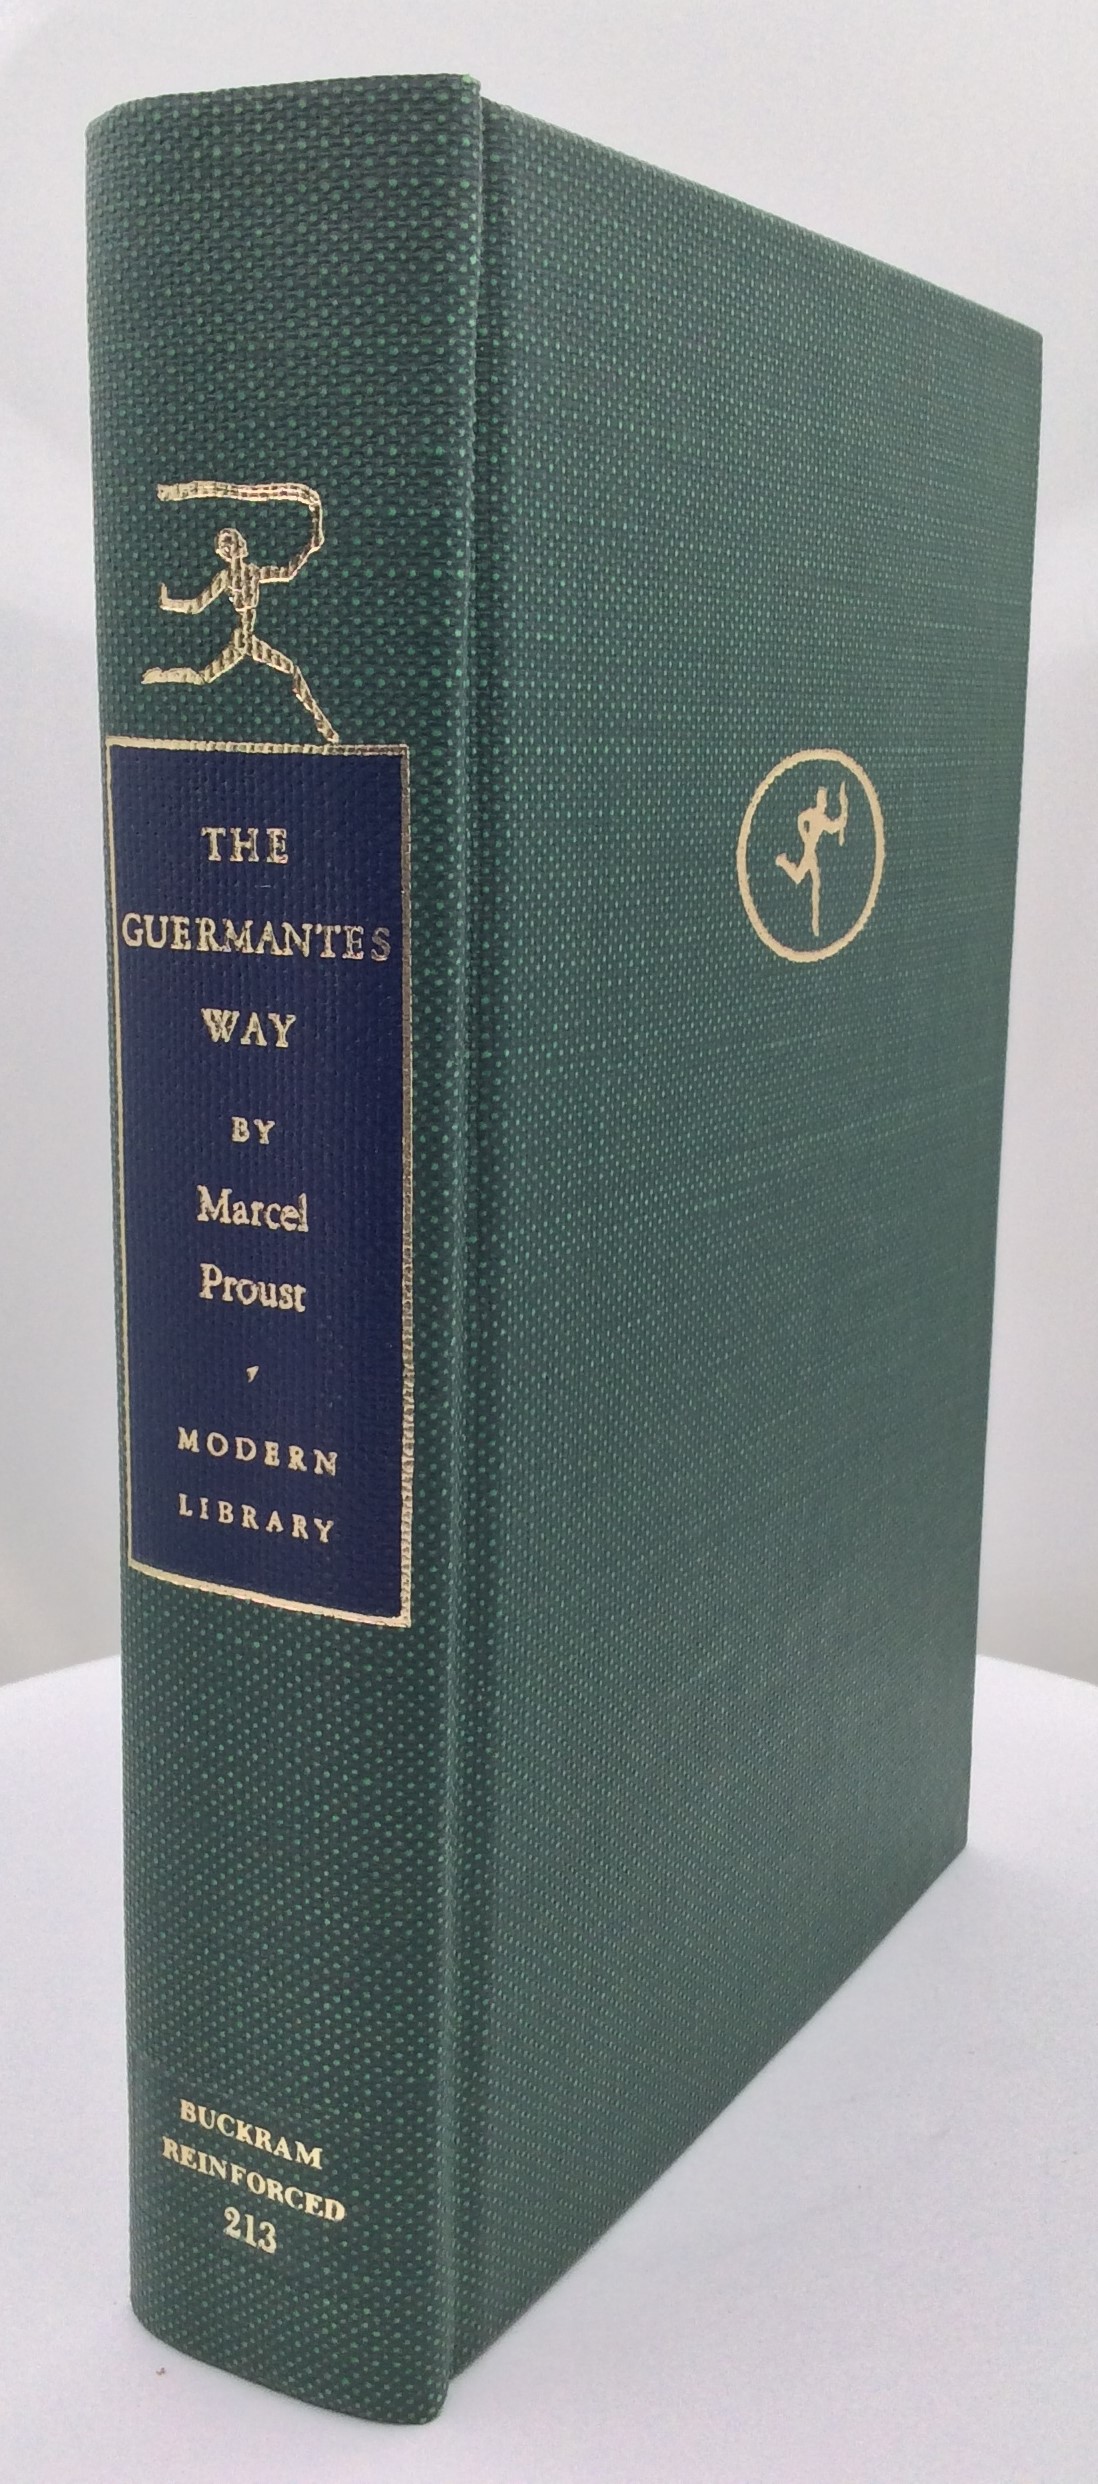 THE
GUERMANTES
WAY
BY
Marcel
Proust
MODERN
LIBRARY
BUCKRAM
REINFORCED
213